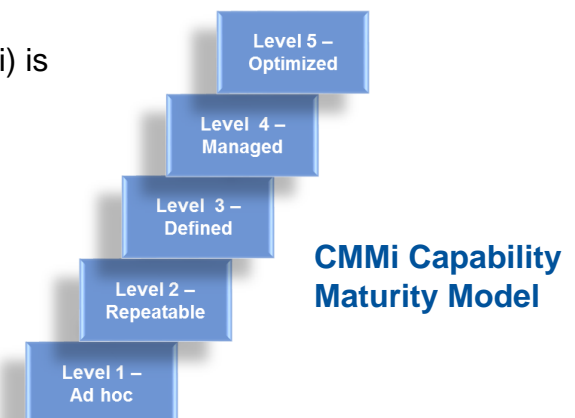 i) is
Level 5 –
Optimized
Level 4 –
Managed
Level 3 –
Defined
CMMi Capability
Maturity Model
Level 2 –
Repeatable
Level 1 –
Ad hoc